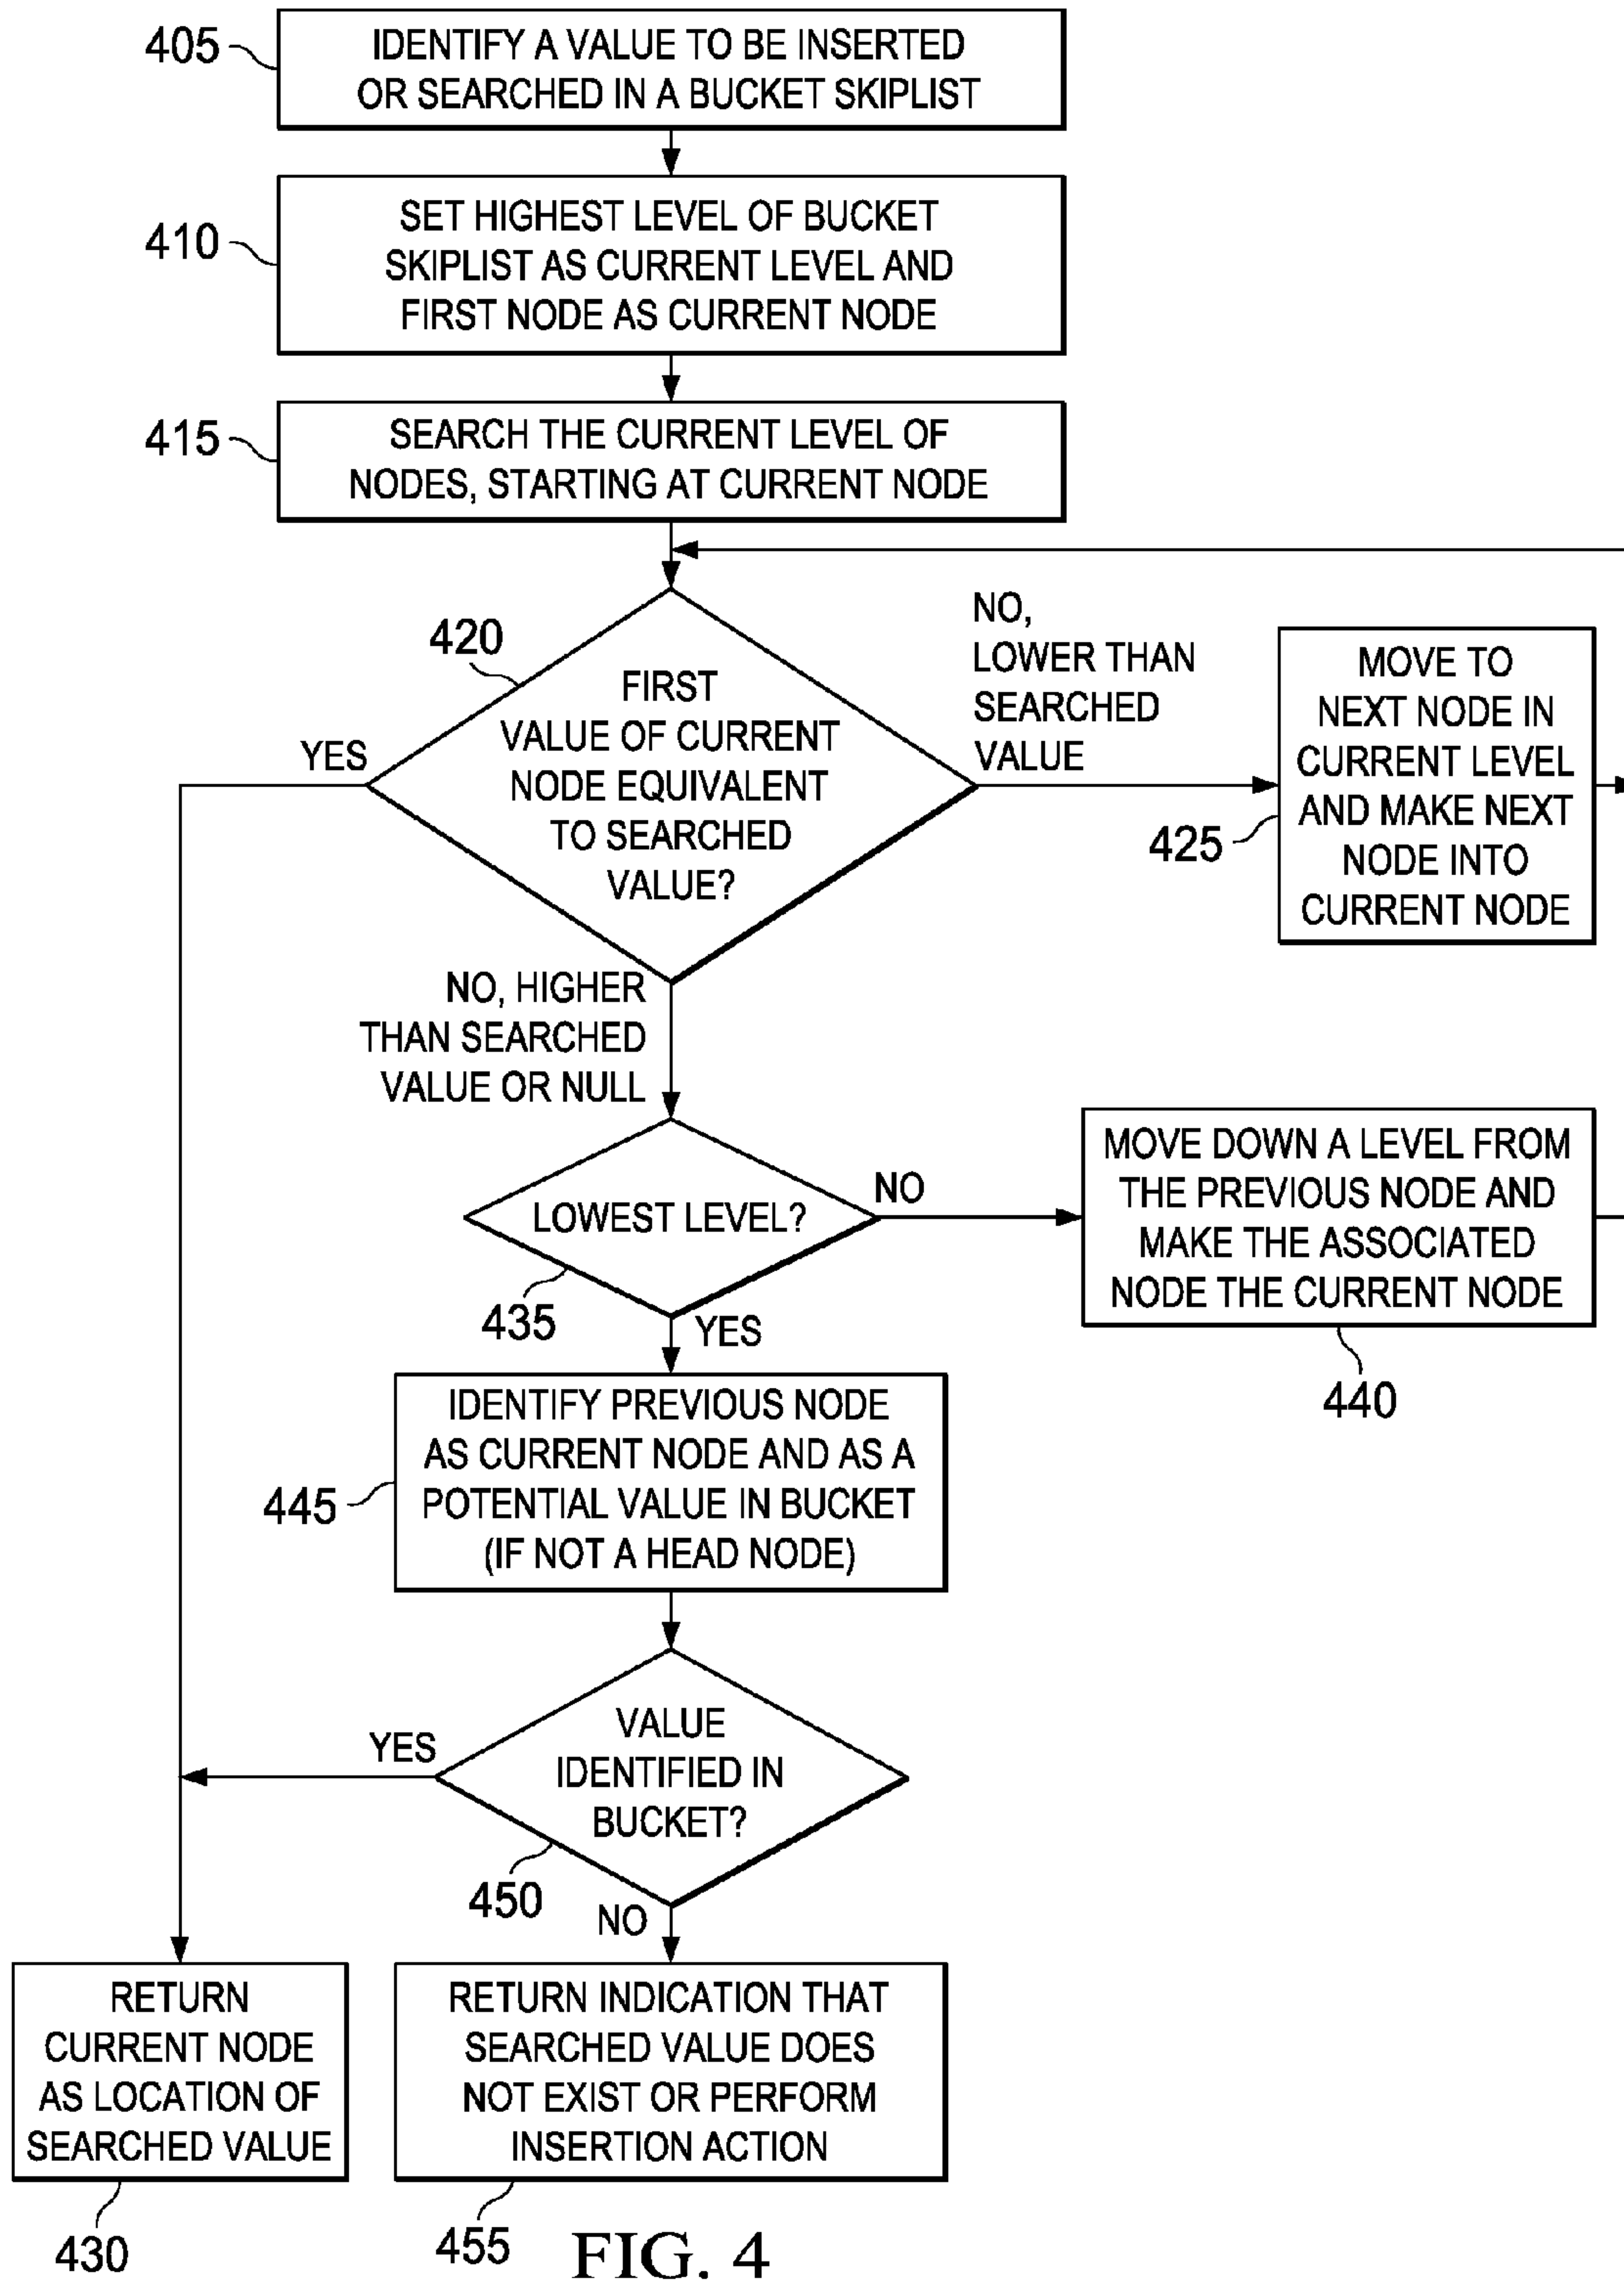 405
IDENTIFY A VALUE TO BE INSERTED
OR SEARCHED IN A BUCKET SKIPLIST
410
SET HIGHEST LEVEL OF BUCKET
SKIPLIST AS CURRENT LEVEL AND
FIRST NODE AS CURRENT NODE
415
SEARCH THE CURRENT LEVEL OF
NODES, STARTING AT CURRENT NODE
420
FIRST
VALUE OF CURRENT
NODE EQUIVALENT
TO SEARCHED
VALUE?
YES
NO,
LOWER THAN
SEARCHED
VALUE
425
MOVE TO
NEXT NODE IN
CURRENT LEVEL
AND MAKE NEXT
NODE INTO
CURRENT NODE
NO, HIGHER
THAN SEARCHED
VALUE OR NULL
LOWEST LEVEL?
435
NO
MOVE DOWN A LEVEL FROM
THE PREVIOUS NODE AND
MAKE THE ASSOCIATED
NODE THE CURRENT NODE
440
YES
445
IDENTIFY PREVIOUS NODE
AS CURRENT NODE AND AS A
POTENTIAL VALUE IN BUCKET
(IF NOT A HEAD NODE)
YES
VALUE
IDENTIFIED IN
BUCKET?
450
NO
RETURN
CURRENT NODE
AS LOCATION OF
SEARCHED VALUE
430
RETURN INDICATION THAT
SEARCHED VALUE DOES
NOT EXIST OR PERFORM
INSERTION ACTION
455
FIG. 4